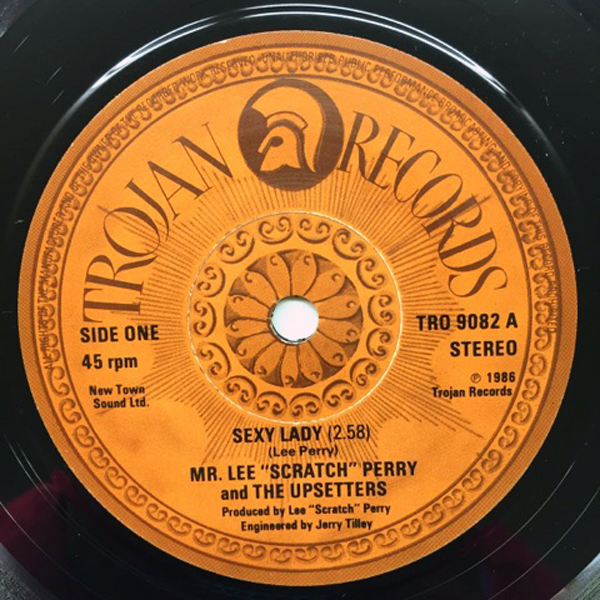 TROJAN RECORDS
SIDE ONE
45 rpm
New Town
Sound Ltd.
TRO 9082 A
STEREO
℗ 1986
Trojan Records
SEXY LADY (2.58)
(Lee Perry)
MR. LEE "SCRATCH" PERRY
and THE UPSETTERS
Produced by Lee "Scratch" Perry
Engineered by Jerry Tilley